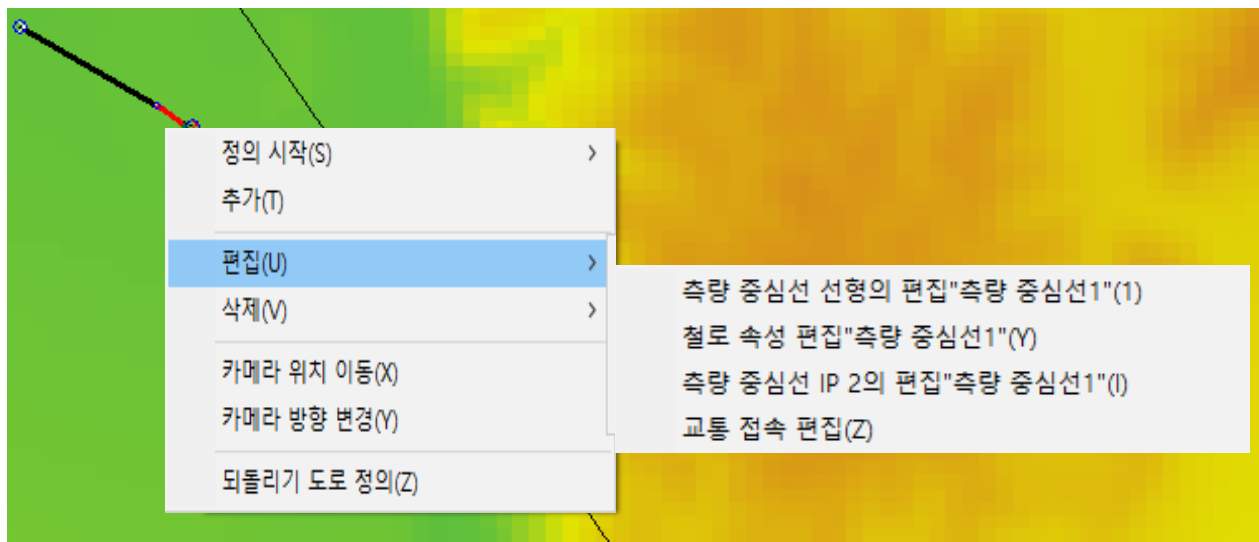 정의 시작(S)
추가(T)
편집(U)
삭제(V)
카메라 위치 이동(X)
카메라 방향 변경(Y)
되돌리기 도로 정의(Z)
측량 중심선 선형의 편집"측량 중심선1"(1)
철로 속성 편집"측량 중심선1"(Y)
측량 중심선 IP 2의 편집"측량 중심선1"(I)
교통 접속 편집(Z)